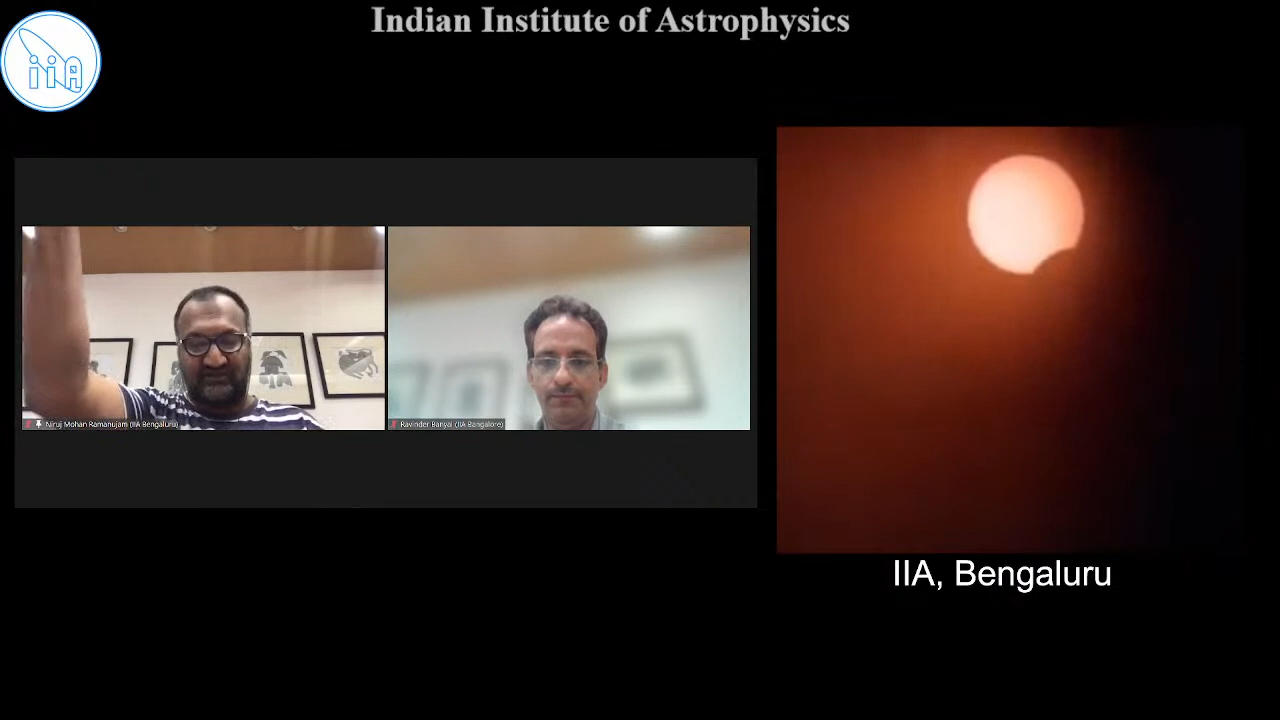 Indian Institute of Astrophysics
iiA
Niruj Mohan Ramanujam (IIA Bengaluru)
Ravinder Banyal (IIA Bangalore)
IIA, Bengaluru